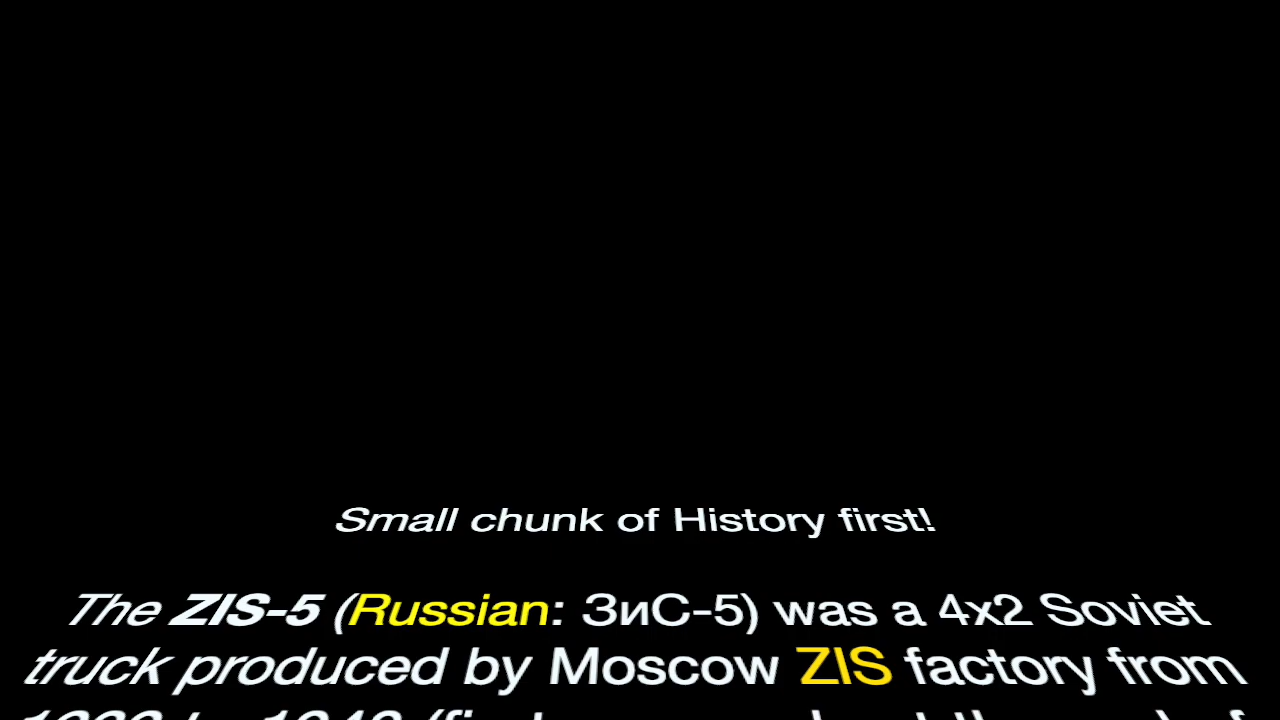 Small chunk of History first!
The ZIS-5 (Russian: ЗиС-5) was a 4x2 Soviet
truck produced by Moscow ZIS factory from